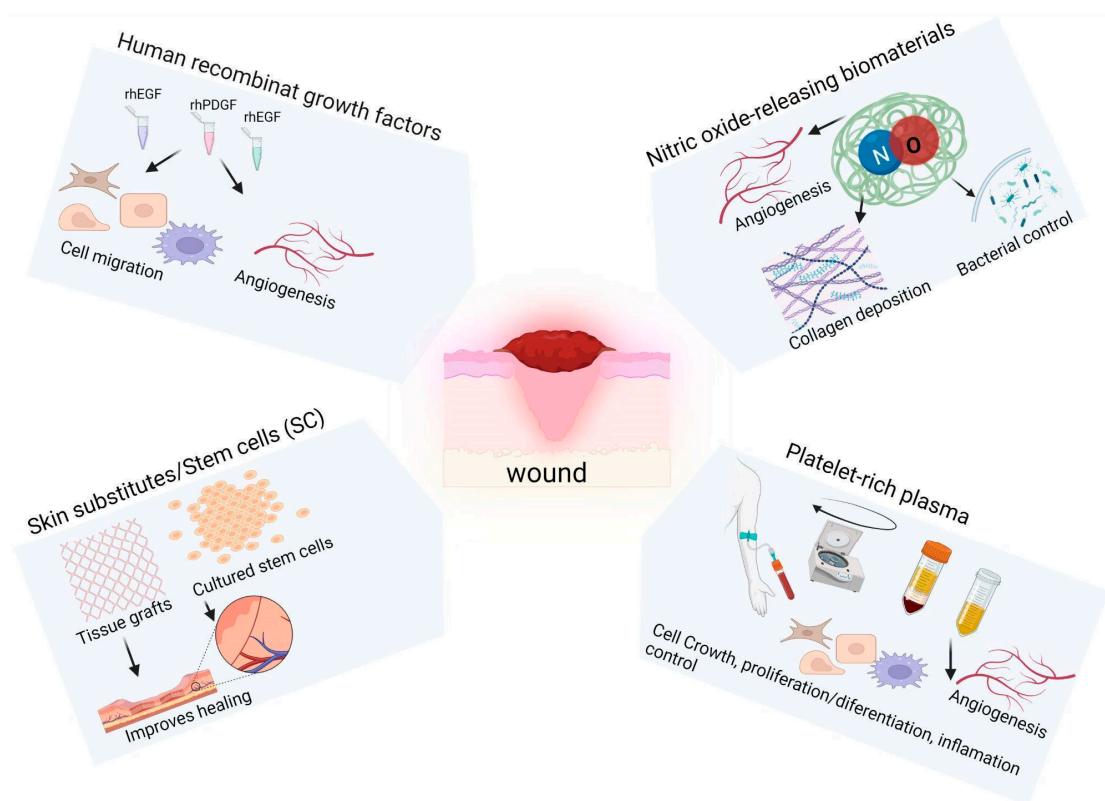 Human recombinat growth factors
rhEGF
rhPDGF
rhEGF
Cell migration
Angiogenesis
Nitric oxide-releasing biomaterials
N
O
Angiogenesis
Bacterial control
Collagen deposition
wound
Skin substitutes/Stem cells (SC)
Cultured stem cells
Tissue grafts
Improves healing
Platelet-rich plasma
Cell Growth, proliferation/diferentiation, inflamation
control
Angiogenesis